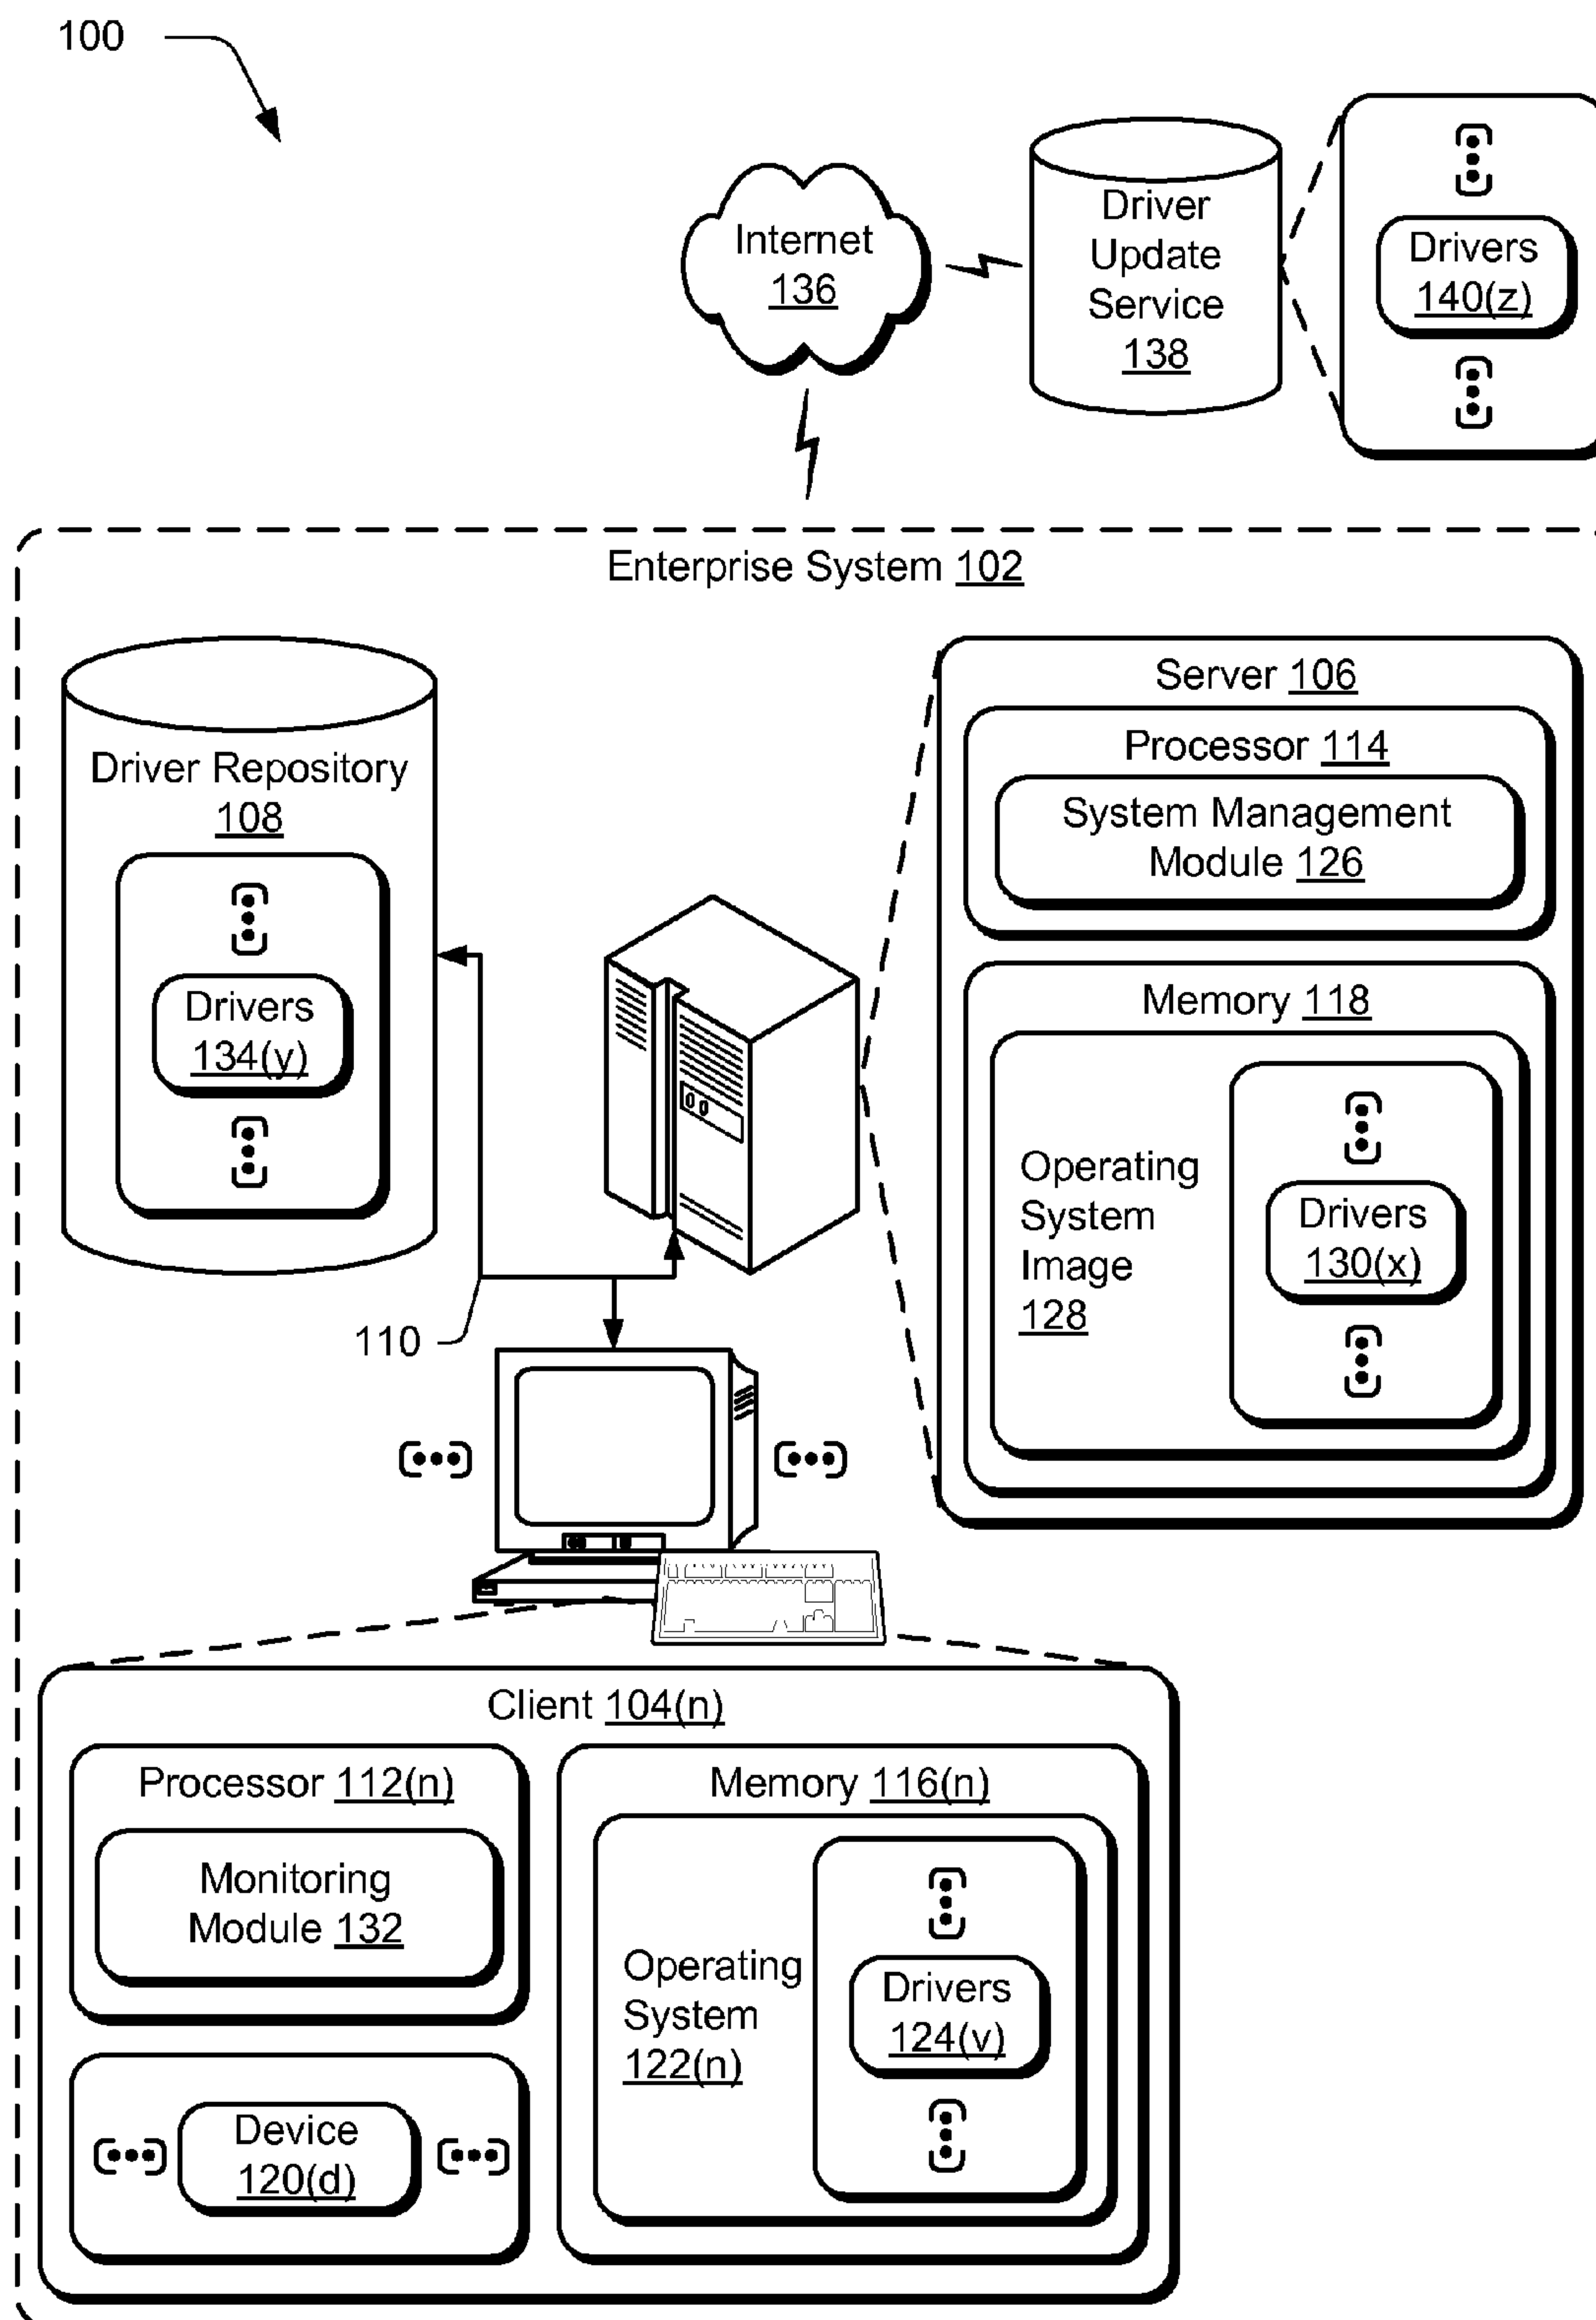 100
Internet
136
Driver
Update
Service
138
Drivers
140(z)
Enterprise System 102
Driver Repository
108
Drivers
134(y)
Server 106
Processor 114
System Management
Module 126
Memory 118
Operating
System
Image
128
Drivers
130(x)
110
Client 104(n)
Processor 112(n)
Monitoring
Module 132
Device
120(d)
Memory 116(n)
Operating
System
122(n)
Drivers
124(v)